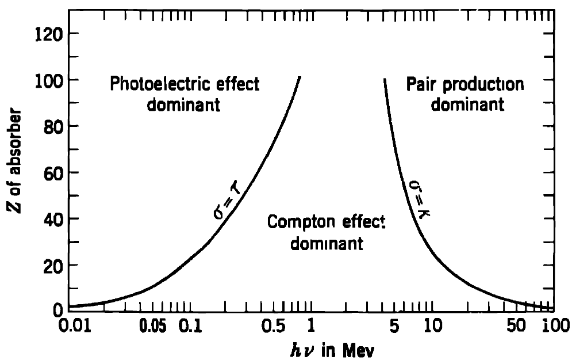 120
100
80
60
40
20
0
Z of absorber
Photoelectric effect
dominant
Pair production
dominant
σ=τ
σ=κ
Compton effect
dominant
0.01 0.05 0.1 0.5 1 5 10 50 100
hν in Mev